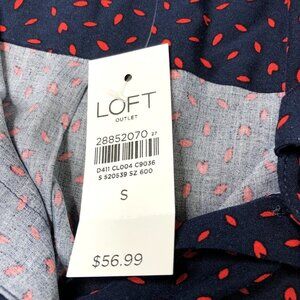 LOFT
OUTLET
28852070 27
D411 CL004 C9036
S 520539 SZ 600
S
$56.99